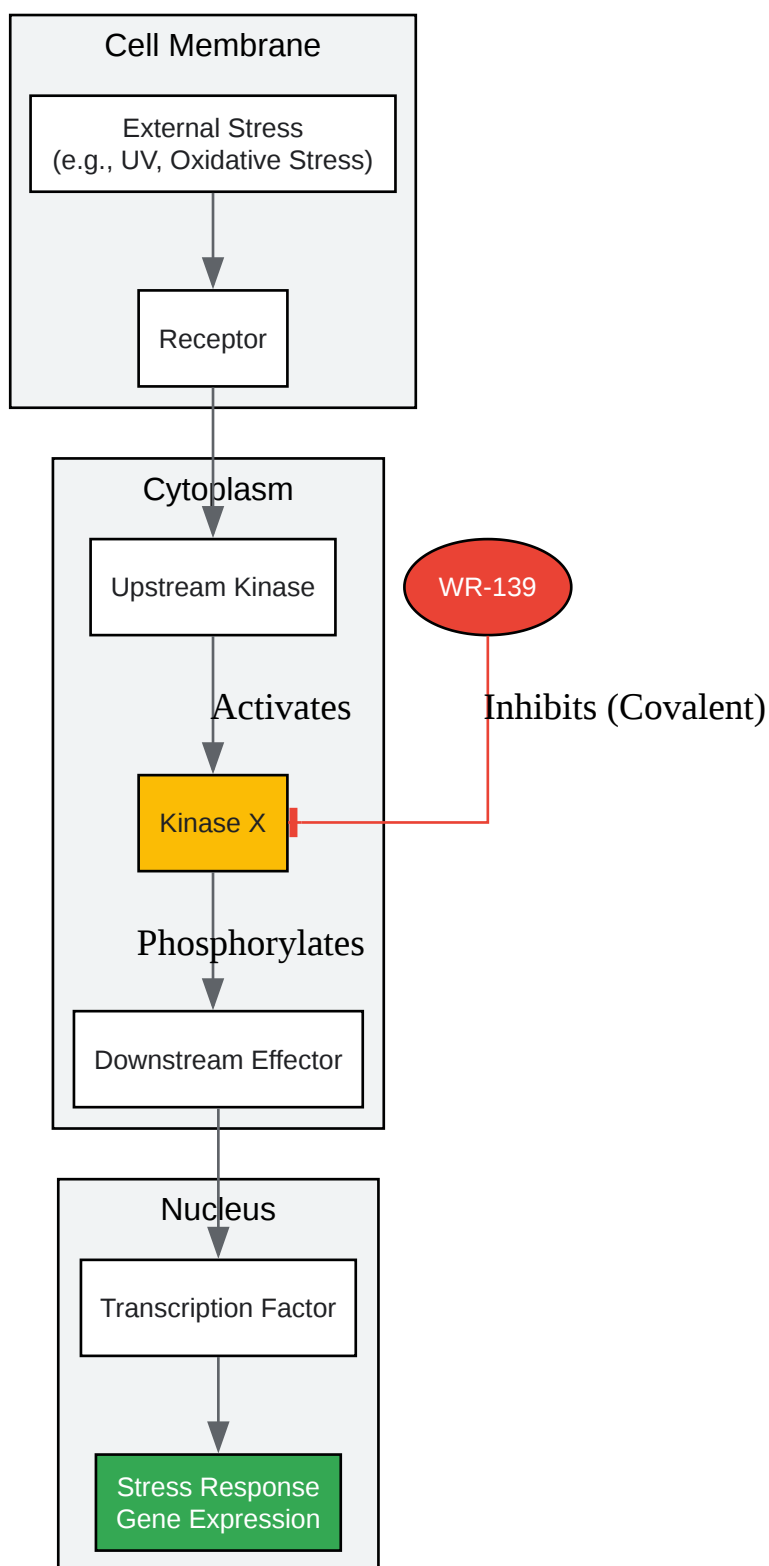 Cell Membrane
External Stress
(e.g., UV, Oxidative Stress)
Receptor
Cytoplasm
Upstream Kinase
WR-139
Activates
Inhibits (Covalent)
Kinase X
Phosphorylates
Downstream Effector
Nucleus
Transcription Factor
Stress Response
Gene Expression